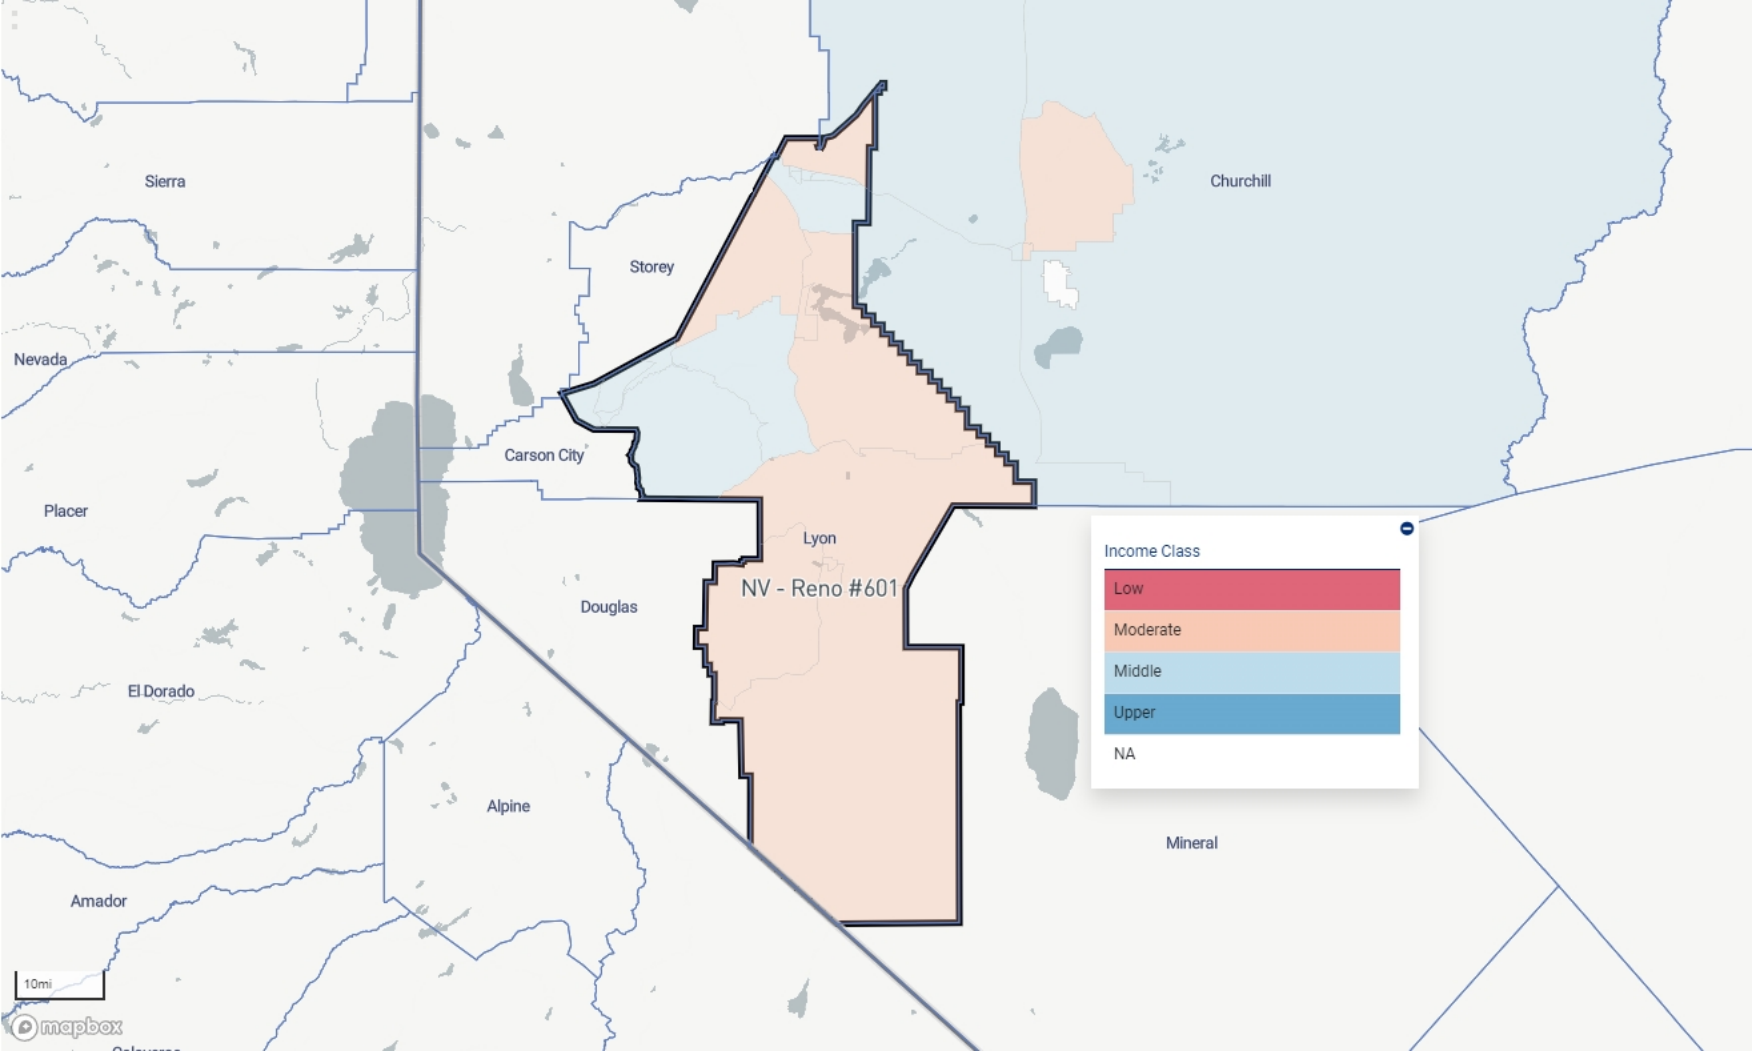 Sierra
Churchill
Storey
Nevada
Carson City
Placer
Lyon
NV - Reno #601
Douglas
El Dorado
Alpine
Mineral
Amador
Income Class
Low
Moderate
Middle
Upper
NA
10mi
mapbox